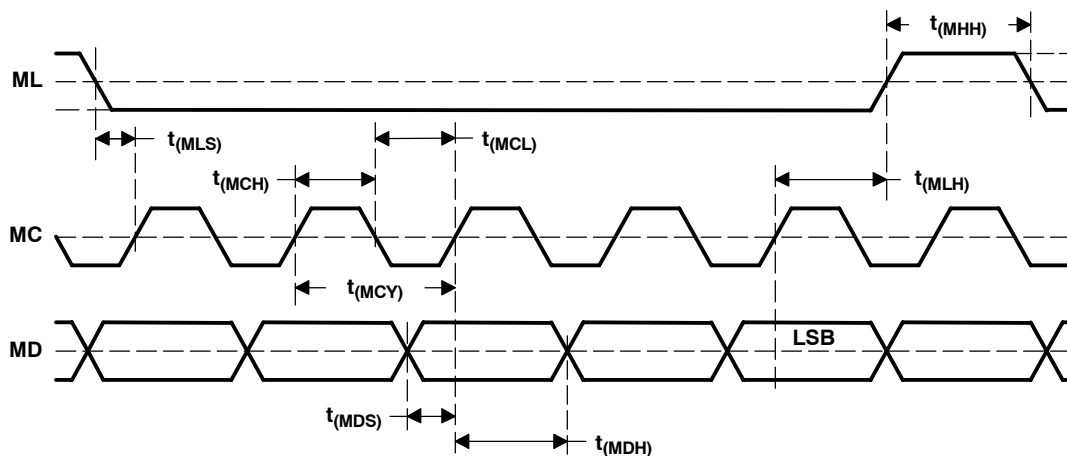 t(MHH)
ML
t(MLS)
t(MCL)
t(MCH)
t(MLH)
MC
t(MCY)
LSB
MD
t(MDS)
t(MDH)